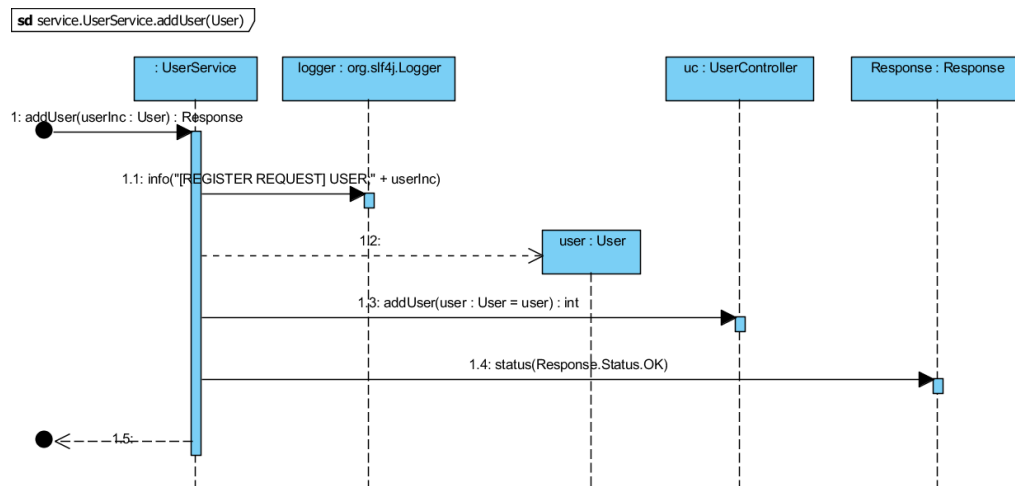 sd service.UserService.addUser(User)
: UserService
logger : org.slf4j.Logger
uc : UserController
Response : Response
1: addUser(userInc : User) : Response
1.1: info("[REGISTER REQUEST] USER:" + userInc)
1.2:
user : User
1.3: addUser(user : User = user) : int
1.4: status(Response.Status.OK)
1.5: